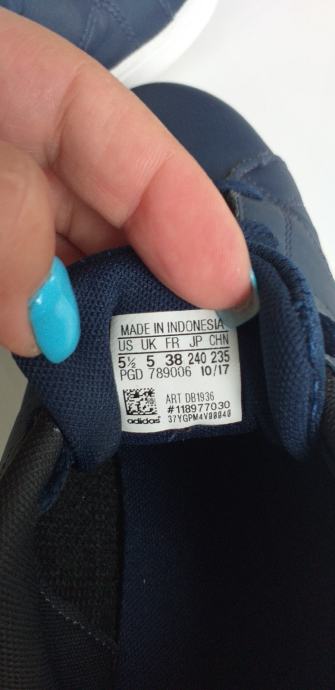 MADE IN INDONESIA
US UK FR JP CHN
5½ 5 38 240 235
PGD 789006 10/17
ART DB1936
#118977030
adidas 37YGPM4V00040